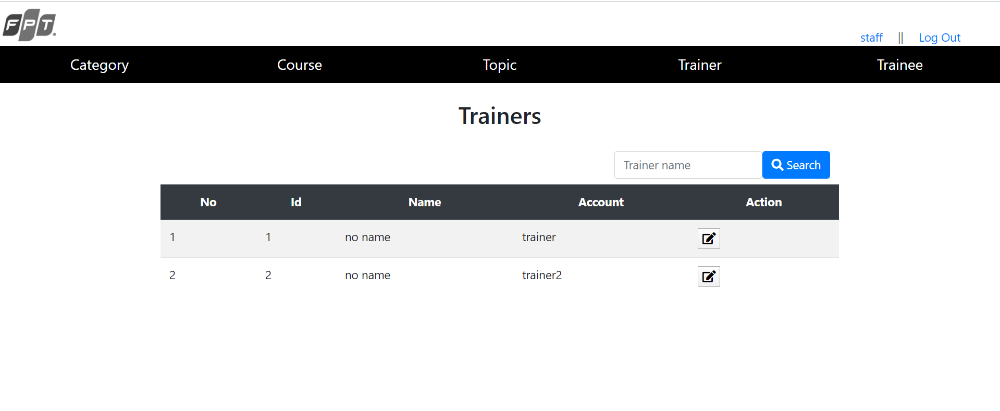 FPT
staff || Log Out
Category Course Topic Trainer Trainee
Trainers
Trainer name Search
No Id Name Account Action
1 1 no name trainer
2 2 no name trainer2